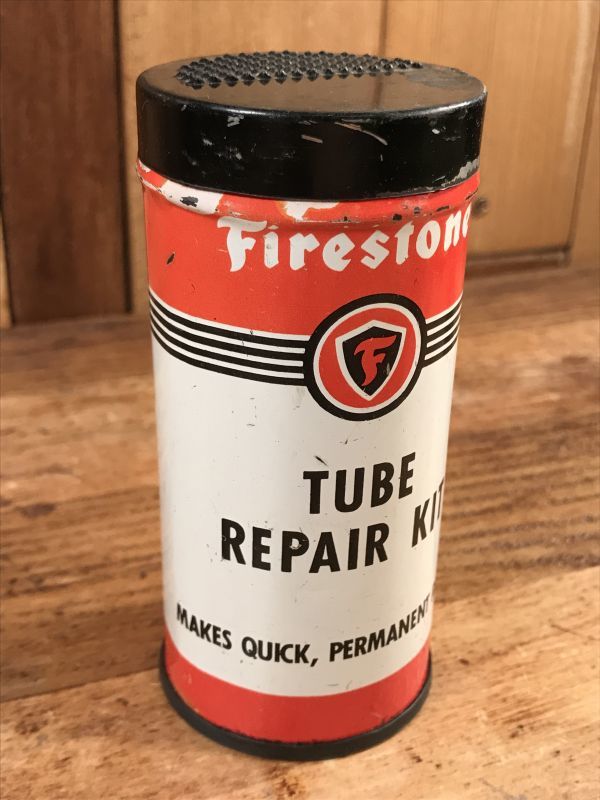 Firestone
F
TUBE
REPAIR KIT
MAKES QUICK, PERMANENT